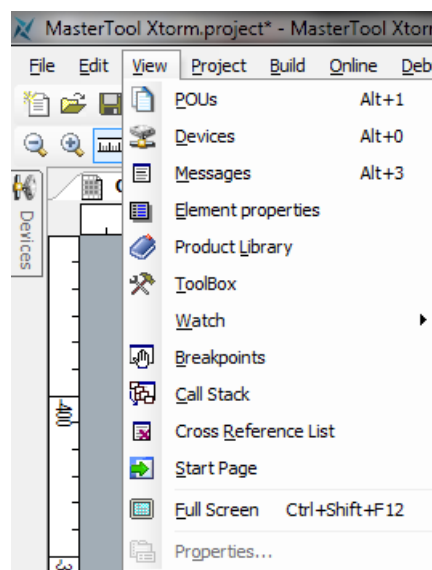 MasterTool Xtorm.project* - MasterTool Xtorm
File Edit View Project Build Online Deb
POUs Alt+1
Devices Alt+0
Messages Alt+3
Element properties
Product Library
ToolBox
Watch
Breakpoints
Call Stack
Cross Reference List
Start Page
Full Screen Ctrl+Shift+F12
Properties...
Devices
-400